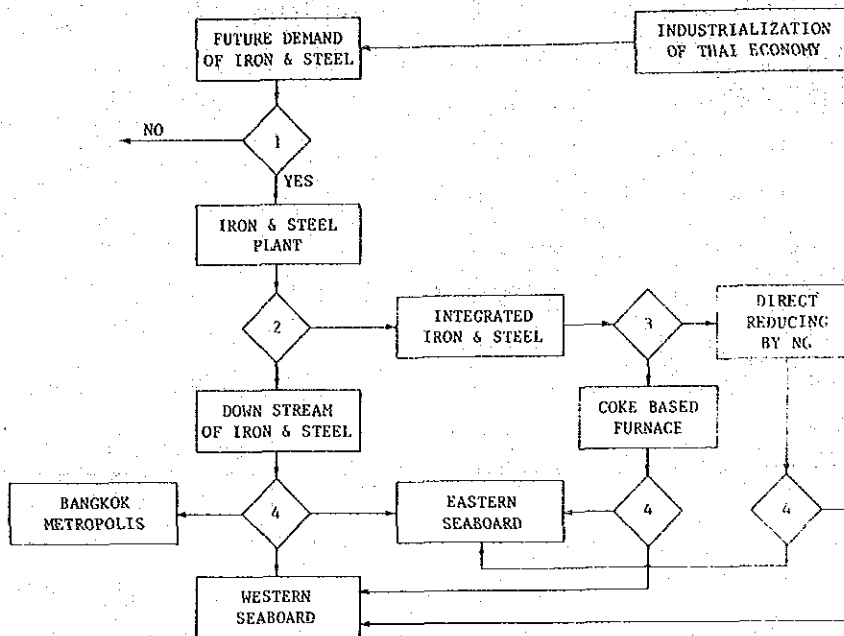 FUTURE DEMAND
OF IRON & STEEL
INDUSTRIALIZATION
OF THAI ECONOMY
NO
1
YES
IRON & STEEL
PLANT
2
INTEGRATED
IRON & STEEL
3
DIRECT
REDUCING
BY NG
DOWN STREAM
OF IRON & STEEL
COKE BASED
FURNACE
BANGKOK
METROPOLIS
4
EASTERN
SEABOARD
4
4
WESTERN
SEABOARD